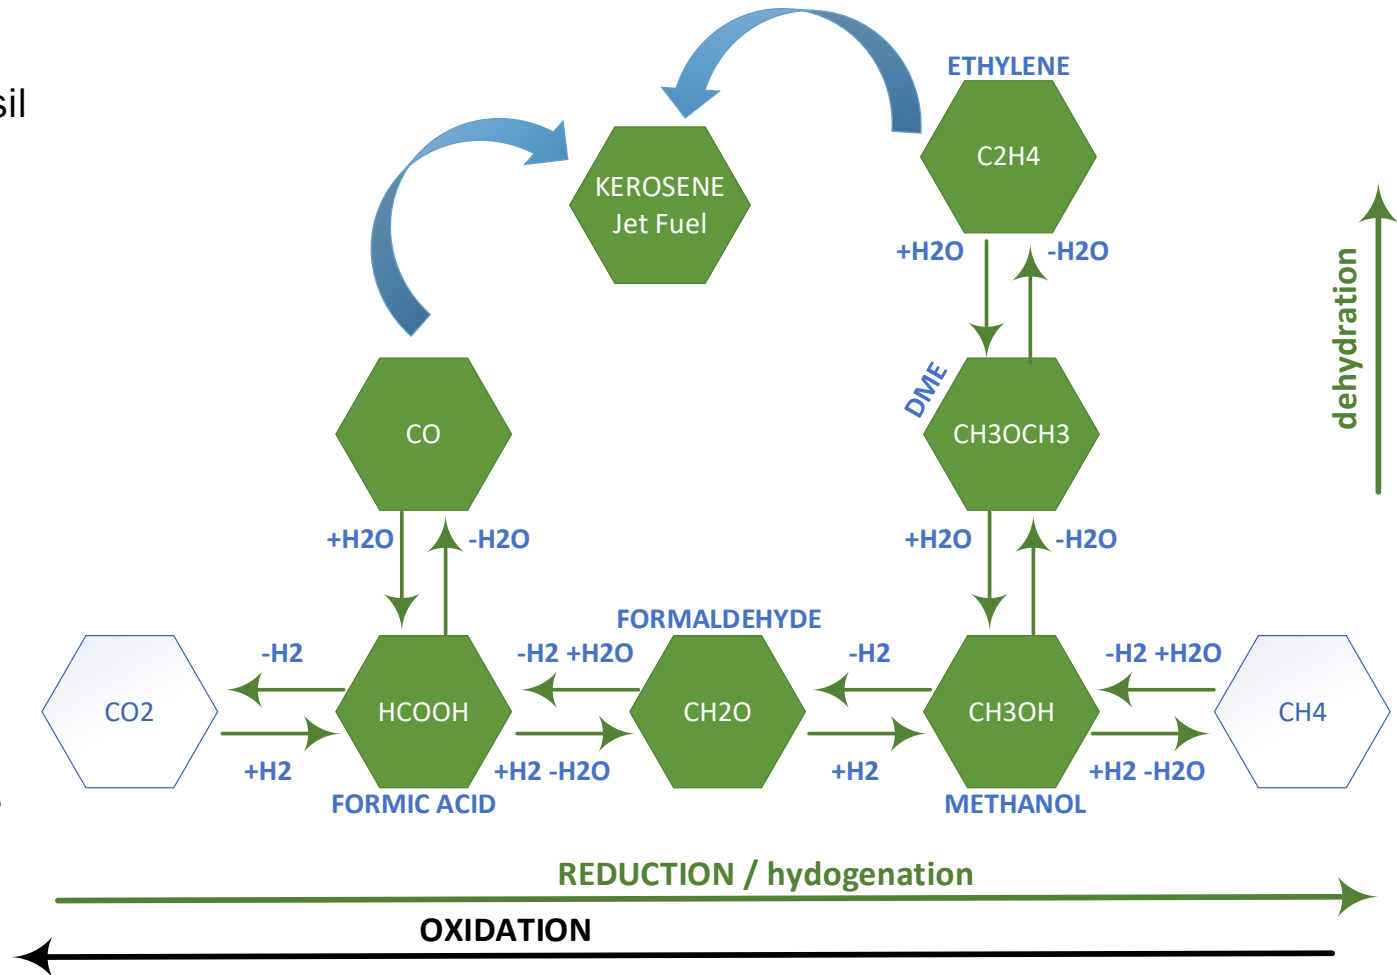 ETHYLENE
sil
C2H4
KEROSENE
Jet Fuel
+H2O
-H2O
dehydration
DME
CO
CH3OCH3
+H2O
-H2O
+H2O
-H2O
FORMALDEHYDE
-H2
-H2 +H2O
-H2
-H2 +H2O
CO2
HCOOH
CH2O
CH3OH
CH4
+H2
+H2 -H2O
+H2
+H2 -H2O
FORMIC ACID
METHANOL
REDUCTION / hydogenation
OXIDATION